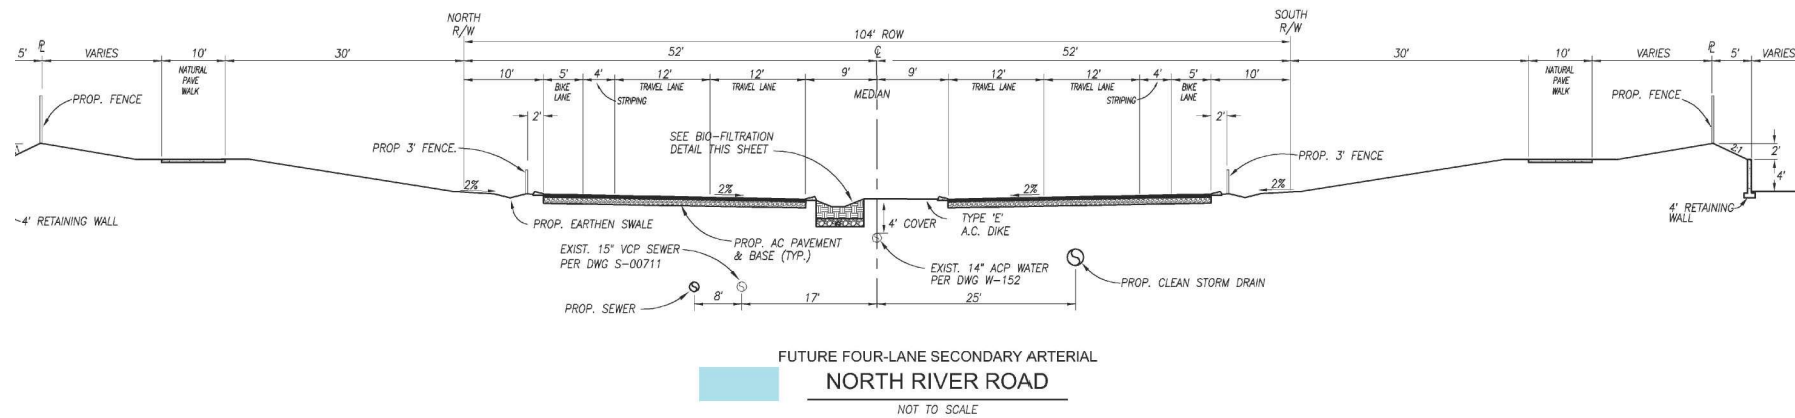 NORTH
R/W
SOUTH
R/W
104' ROW
5'
PL
VARIES
10'
30'
52'
CL
52'
30'
10'
VARIES
PL
5'
VARIES
NATURAL
PAVE
WALK
10'
5'
4'
12'
12'
9'
9'
12'
12'
4'
5'
10'
NATURAL
PAVE
WALK
BIKE
LANE
STRIPING
TRAVEL LANE
TRAVEL LANE
MEDIAN
TRAVEL LANE
TRAVEL LANE
STRIPING
BIKE
LANE
PROP. FENCE
PROP. FENCE
2'
2'
SEE BIO-FILTRATION
DETAIL THIS SHEET
PROP 3' FENCE.
PROP. 3' FENCE
2:1
2'
4'
2%
2%
2%
2%
4' RETAINING WALL
PROP. EARTHEN SWALE
4' COVER
TYPE 'E'
A.C. DIKE
4' RETAINING
WALL
PROP. AC PAVEMENT
& BASE (TYP.)
EXIST. 15" VCP SEWER
PER DWG S-00711
EXIST. 14" ACP WATER
PER DWG W-152
PROP. CLEAN STORM DRAIN
PROP. SEWER
8'
17'
25'
FUTURE FOUR-LANE SECONDARY ARTERIAL
NORTH RIVER ROAD
NOT TO SCALE